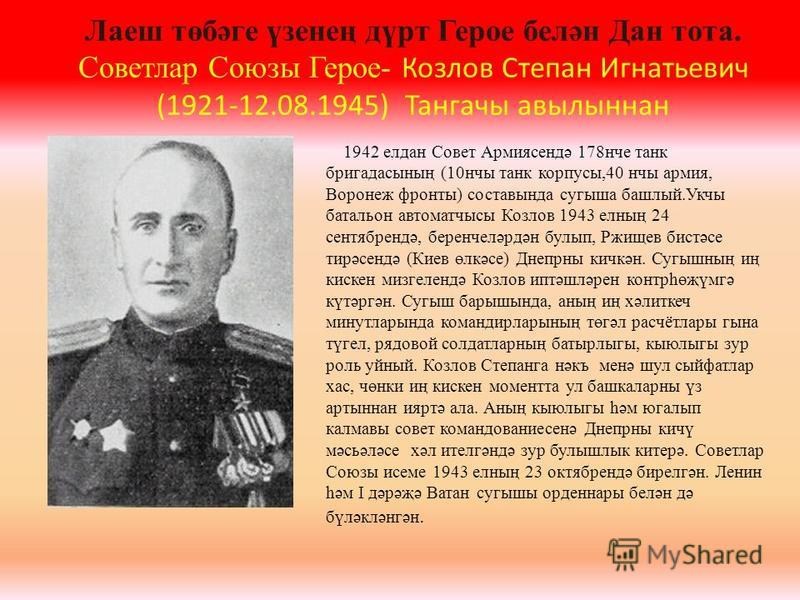 Лаеш төбәге үзенең дүрт Герое белән Дан тота.
Советлар Союзы Герое- Козлов Степан Игнатьевич
(1921-12.08.1945) Тангачы авылыннан
1942 елдан Совет Армиясендә 178нче танк
бригадасының (10нчы танк корпусы,40 нчы армия,
Воронеж фронты) составында сугыша башлый.Укчы
батальон автоматчысы Козлов 1943 елның 24
сентябрендә, беренчеләрдән булып, Ржищев бистәсе
тирәсендә (Киев өлкәсе) Днепрны кичкән. Сугышның иң
кискен мизгелендә Козлов иптәшләрен контрһөҗүмгә
күтәргән. Сугыш барышында, аның иң хәлиткеч
минутларында командирларының төгәл расчётлары гына
түгел, рядовой солдатларның батырлыгы, кыюлыгы зур
роль уйный. Козлов Степанга нәкъ менә шул сыйфатлар
хас, чөнки иң кискен моментта ул башкаларны үз
артыннан ияртә ала. Аның кыюлыгы һәм югалып
калмавы совет командованиесенә Днепрны кичү
мәсьәләсе хәл ителгәндә зур булышлык китерә. Советлар
Союзы исеме 1943 елның 23 октябрендә бирелгән. Ленин
һәм I дәрәҗә Ватан сугышы орденнары белән дә
бүләкләнгән.
MyShared